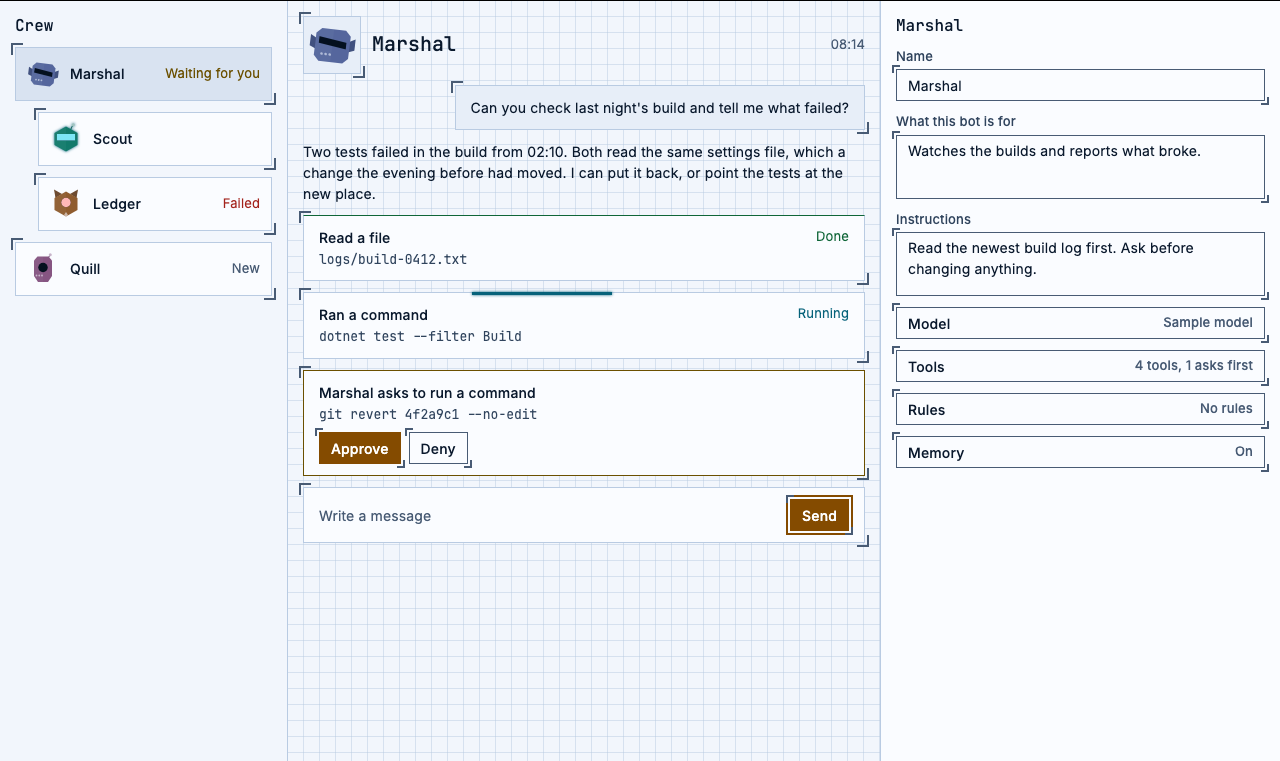 Crew
Marshal
Waiting for you
Scout
Ledger
Failed
Quill
New
Marshal
08:14
Can you check last night's build and tell me what failed?
Two tests failed in the build from 02:10. Both read the same settings file, which a
change the evening before had moved. I can put it back, or point the tests at the
new place.
Read a file
Done
logs/build-0412.txt
Ran a command
Running
dotnet test --filter Build
Marshal asks to run a command
git revert 4f2a9c1 --no-edit
Approve
Deny
Write a message
Send
Marshal
Name
Marshal
What this bot is for
Watches the builds and reports what broke.
Instructions
Read the newest build log first. Ask before
changing anything.
Model
Sample model
Tools
4 tools, 1 asks first
Rules
No rules
Memory
On